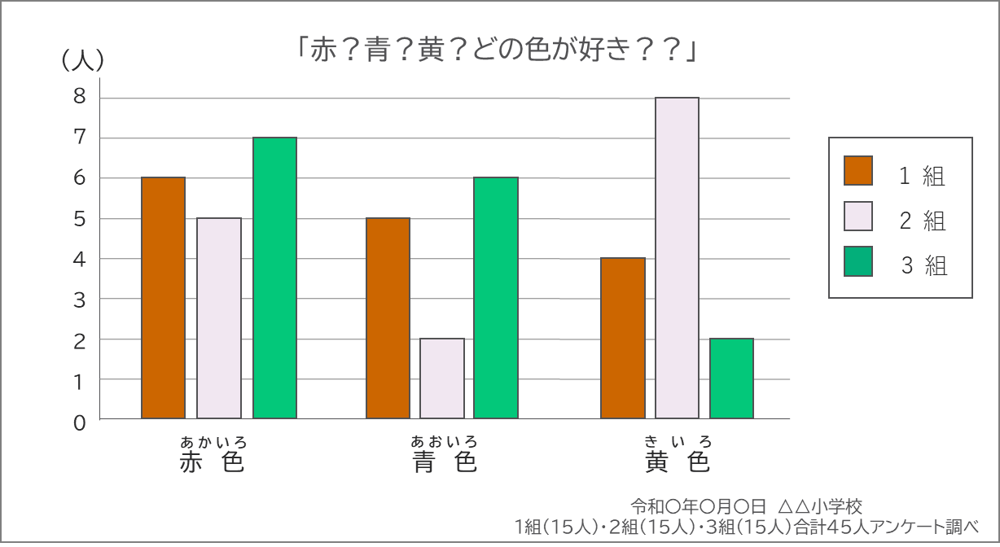 「赤？青？黄？どの色が好き？？」
（人）
8
7
6
5
4
3
2
1
0
1 組
2 組
3 組
あかいろ
赤 色
あおいろ
青 色
き い ろ
黄 色
令和〇年〇月〇日 △△小学校
1組（15人）・2組（15人）・3組（15人）合計45人アンケート調べ